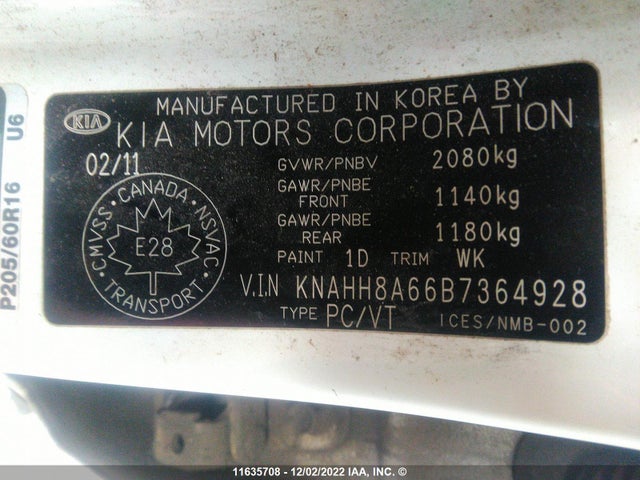 MANUFACTURED IN KOREA BY
KIA KIA MOTORS CORPORATION
02/11 GVWR/PNBV 2080kg
GAWR/PNBE FRONT 1140kg
GAWR/PNBE REAR 1180kg
PAINT 1D TRIM WK
V.I.N KNAHH8A66B7364928
TYPE PC/VT ICES/NMB-002
CANADA
CMVSS NSVAC
E28
TRANSPORT
P205/60R16 U6
11635708 - 12/02/2022 IAA, INC. ©